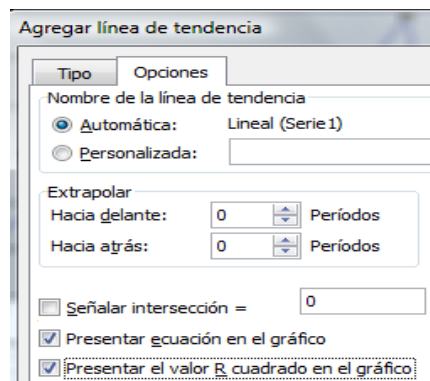 Agregar línea de tendencia
Tipo Opciones
Nombre de la línea de tendencia
Automática: Lineal (Serie1)
Personalizada:
Extrapolar
Hacia delante: 0 Períodos
Hacia atrás: 0 Períodos
Señalar intersección = 0
Presentar ecuación en el gráfico
Presentar el valor R cuadrado en el gráfico